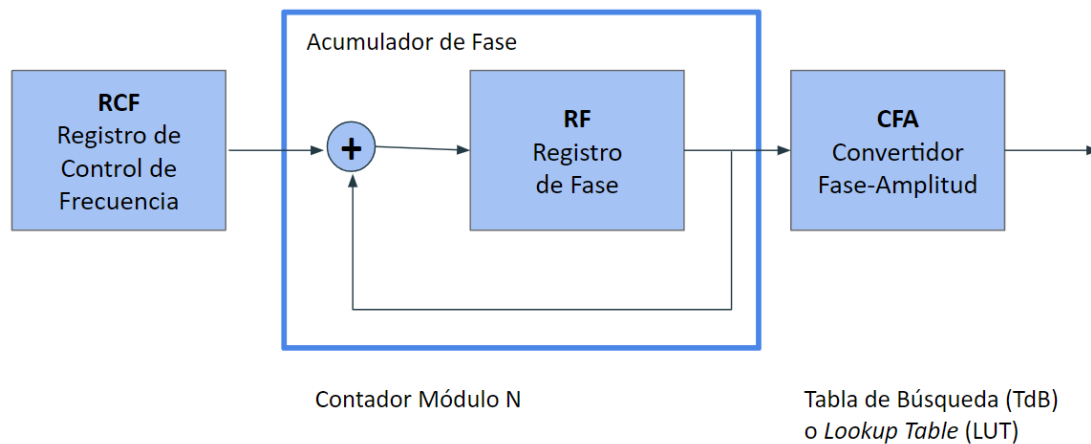 Acumulador de Fase
RCF
Registro de
Control de
Frecuencia
+
RF
Registro
de Fase
CFA
Convertidor
Fase-Amplitud
Contador Módulo N
Tabla de Búsqueda (TdB)
o Lookup Table (LUT)